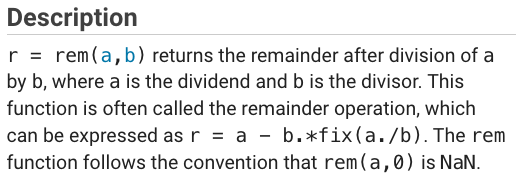 Description
r = rem(a,b) returns the remainder after division of a
by b, where a is the dividend and b is the divisor. This
function is often called the remainder operation, which
can be expressed as r = a - b.*fix(a./b). The rem
function follows the convention that rem(a,0) is NaN.